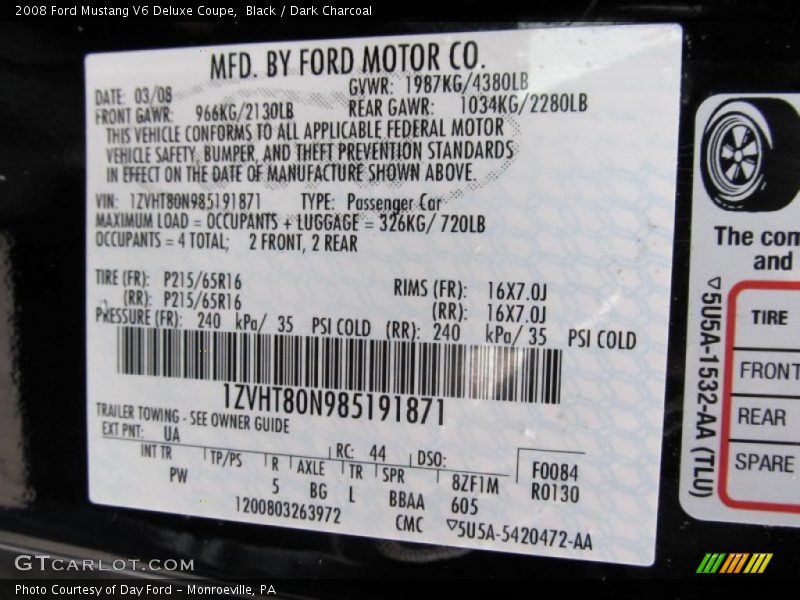 2008 Ford Mustang V6 Deluxe Coupe, Black / Dark Charcoal
MFD. BY FORD MOTOR CO.
DATE: 03/08 GVWR: 1987KG/4380LB
FRONT GAWR: 966KG/2130LB REAR GAWR: 1034KG/2280LB
THIS VEHICLE CONFORMS TO ALL APPLICABLE FEDERAL MOTOR
VEHICLE SAFETY, BUMPER, AND THEFT PREVENTION STANDARDS
IN EFFECT ON THE DATE OF MANUFACTURE SHOWN ABOVE.
VIN: 1ZVHT80N985191871 TYPE: Passenger Car
MAXIMUM LOAD = OCCUPANTS + LUGGAGE = 326KG/ 720LB
OCCUPANTS = 4 TOTAL; 2 FRONT, 2 REAR
TIRE (FR): P215/65R16 RIMS (FR): 16X7.0J
(RR): P215/65R16 (RR): 16X7.0J
PRESSURE (FR): 240 kPa/ 35 PSI COLD (RR): 240 kPa/ 35 PSI COLD
1ZVHT80N985191871
TRAILER TOWING - SEE OWNER GUIDE
EXT PNT: UA RC: 44 DSO:
INT TR TP/PS R AXLE TR SPR 8ZF1M F0084
PW 5 BG L BBAA 605 R0130
1200803263972 CMC ▽5U5A-5420472-AA
The com
and
▽5U5A-1532-AA (TLU)
TIRE
FRONT
REAR
SPARE
GTCARLOT.COM
Photo Courtesy of Day Ford - Monroeville, PA